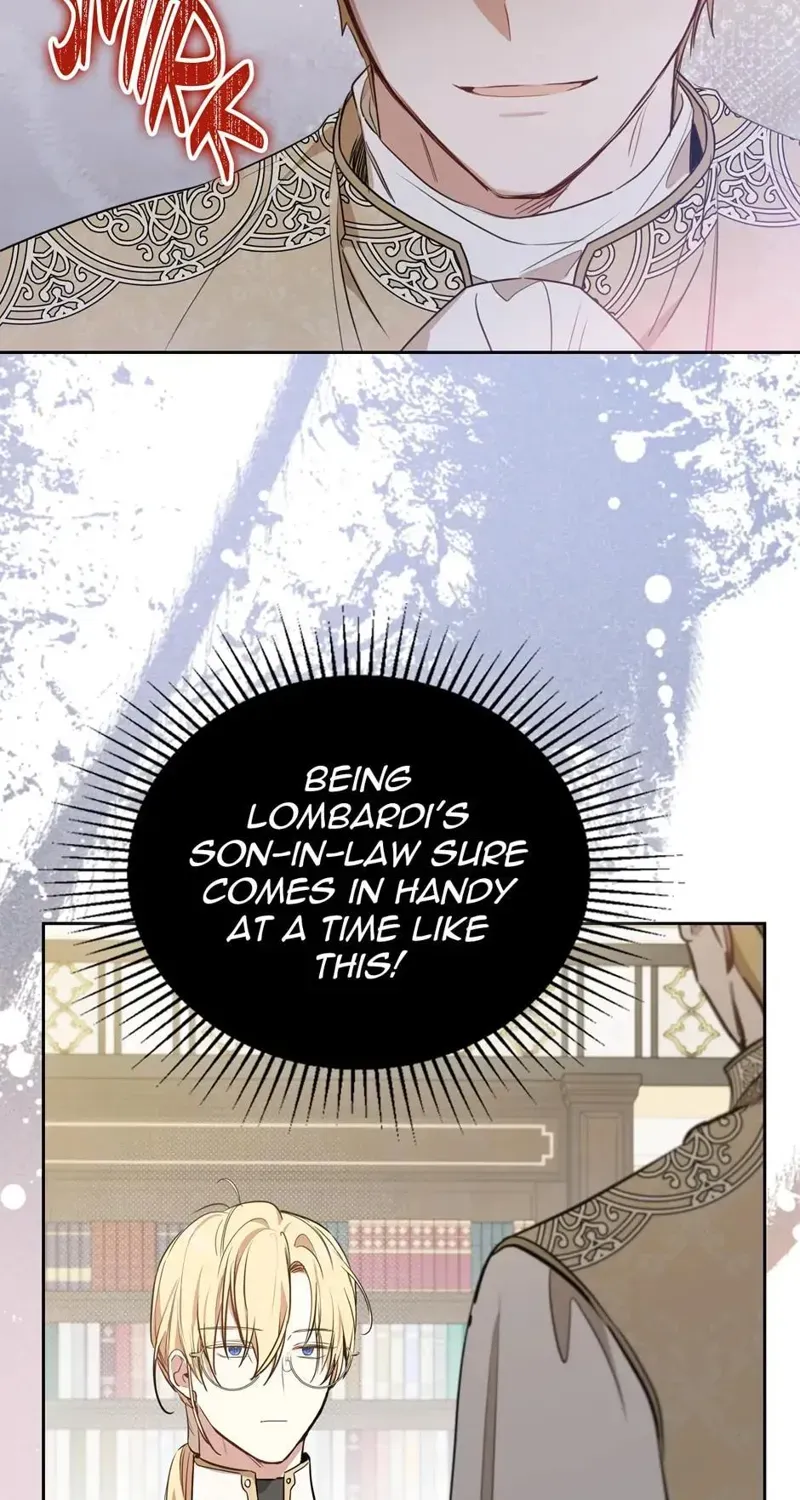 SMIRK
BEING
LOMBARDI'S
SON-IN-LAW SURE
COMES IN HANDY
AT A TIME LIKE
THIS!